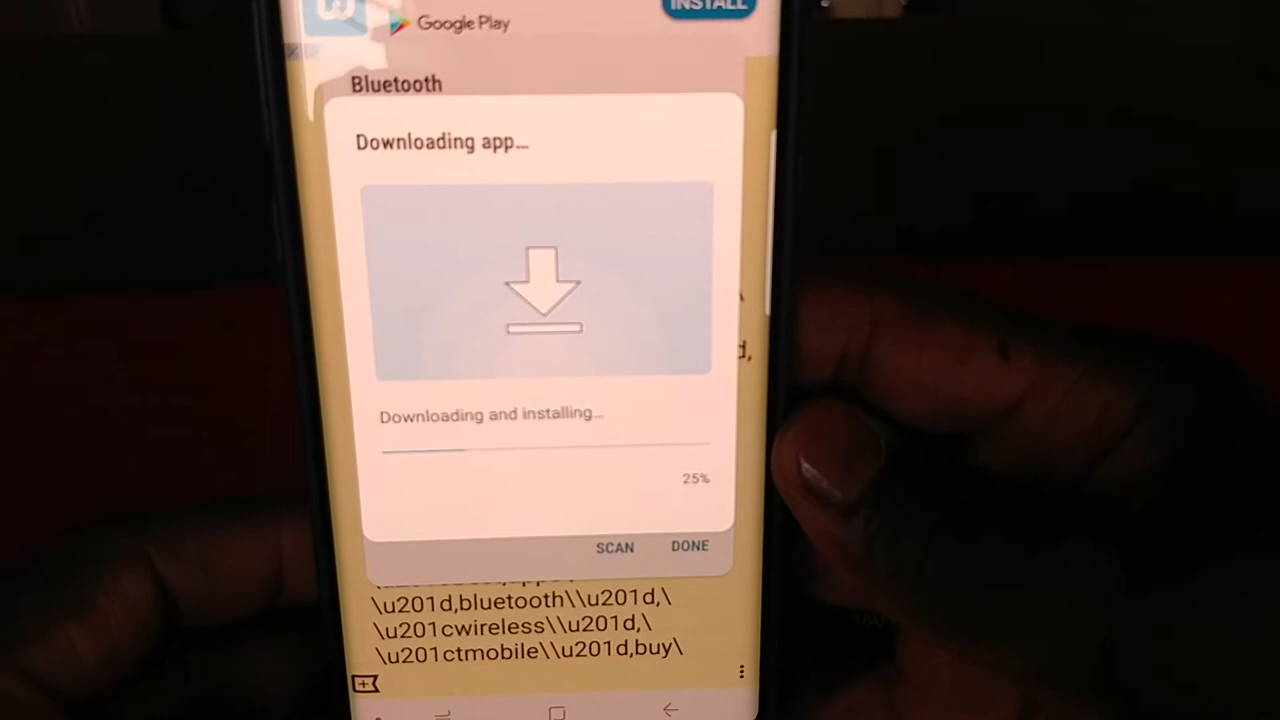 INSTALL
Google Play
Bluetooth
Downloading app...
Downloading and installing...
25%
SCAN DONE
\u201d,bluetooth\\u201d,\
\u201cwireless\\u201d,\
\u201ctmobile\\u201d,buy\